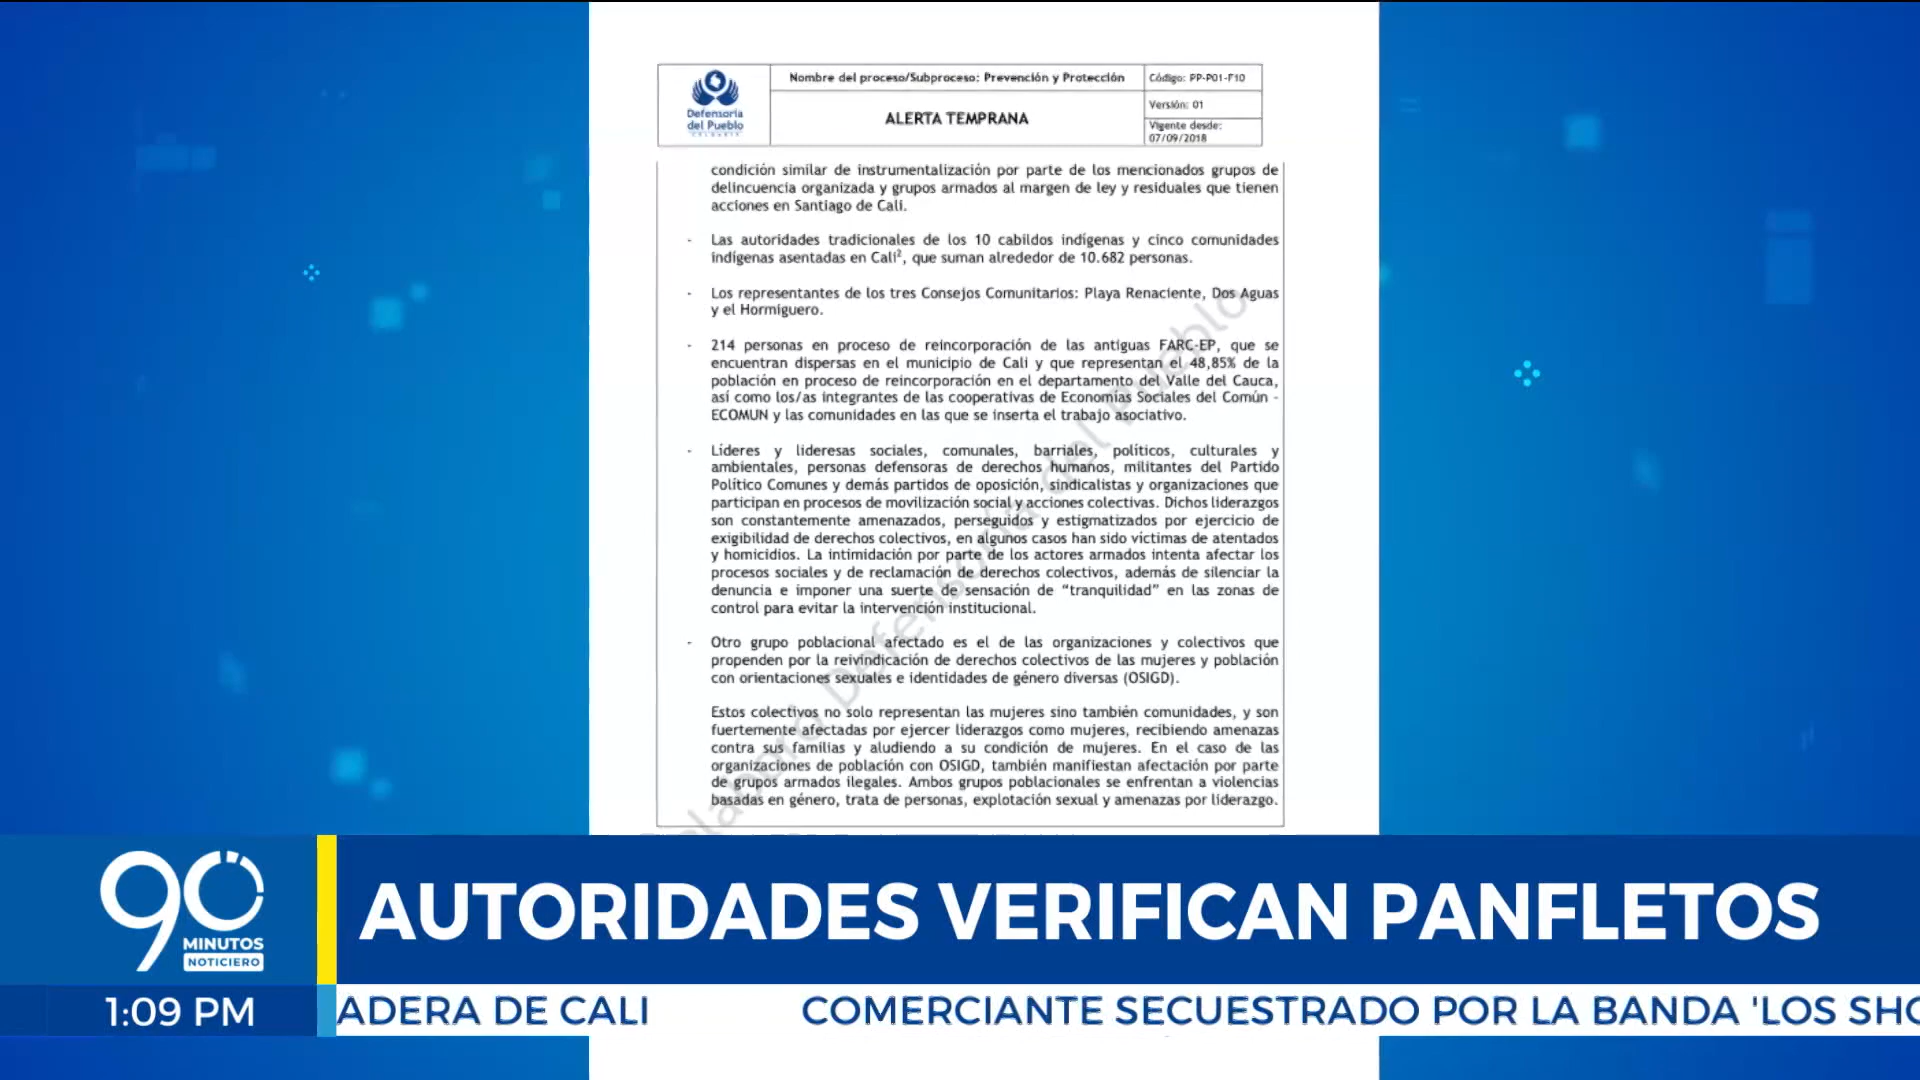 Defensoría
del Pueblo
COLOMBIA
Nombre del proceso/Subproceso: Prevención y Protección
ALERTA TEMPRANA
Código: PP-P01-F10
Versión: 01
Vigente desde:
07/09/2018
condición similar de instrumentalización por parte de los mencionados grupos de
delincuencia organizada y grupos armados al margen de ley y residuales que tienen
acciones en Santiago de Cali.
- Las autoridades tradicionales de los 10 cabildos indígenas y cinco comunidades
indígenas asentadas en Cali², que suman alrededor de 10.682 personas.
- Los representantes de los tres Consejos Comunitarios: Playa Renaciente, Dos Aguas
y el Hormiguero.
- 214 personas en proceso de reincorporación de las antiguas FARC-EP, que se
encuentran dispersas en el municipio de Cali y que representan el 48,85% de la
población en proceso de reincorporación en el departamento del Valle del Cauca,
así como los/as integrantes de las cooperativas de Economías Sociales del Común -
ECOMUN y las comunidades en las que se inserta el trabajo asociativo.
- Líderes y lideresas sociales, comunales, barriales, políticos, culturales y
ambientales, personas defensoras de derechos humanos, militantes del Partido
Político Comunes y demás partidos de oposición, sindicalistas y organizaciones que
participan en procesos de movilización social y acciones colectivas. Dichos liderazgos
son constantemente amenazados, perseguidos y estigmatizados por ejercicio de
exigibilidad de derechos colectivos, en algunos casos han sido víctimas de atentados
y homicidios. La intimidación por parte de los actores armados intenta afectar los
procesos sociales y de reclamación de derechos colectivos, además de silenciar la
denuncia e imponer una suerte de sensación de “tranquilidad” en las zonas de
control para evitar la intervención institucional.
- Otro grupo poblacional afectado es el de las organizaciones y colectivos que
propenden por la reivindicación de derechos colectivos de las mujeres y población
con orientaciones sexuales e identidades de género diversas (OSIGD).
Estos colectivos no solo representan las mujeres sino también comunidades, y son
fuertemente afectadas por ejercer liderazgos como mujeres, recibiendo amenazas
contra sus familias y aludiendo a su condición de mujeres. En el caso de las
organizaciones de población con OSIGD, también manifiestan afectación por parte
de grupos armados ilegales. Ambos grupos poblacionales se enfrentan a violencias
basadas en género, trata de personas, explotación sexual y amenazas por liderazgo.
Defensoría del Pueblo
90
MINUTOS
NOTICIERO
AUTORIDADES VERIFICAN PANFLETOS
1:09 PM
ADERA DE CALI COMERCIANTE SECUESTRADO POR LA BANDA 'LOS SHO